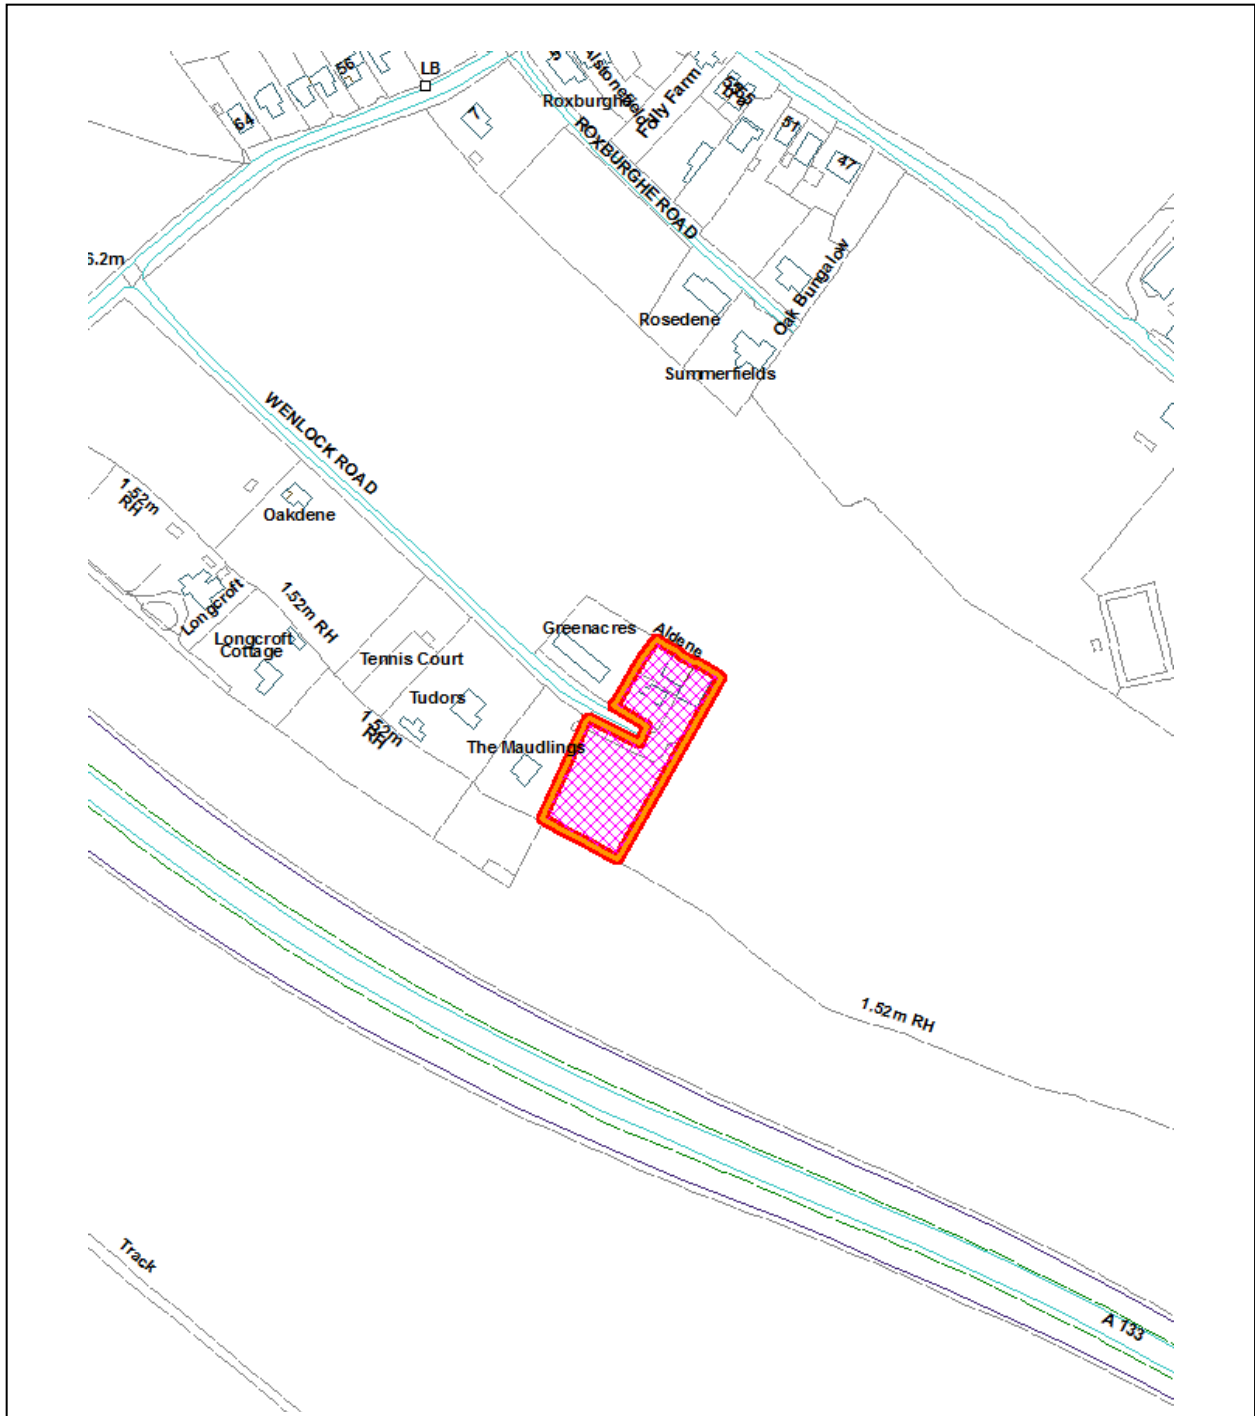 56
LB
64
7
Roxburghe
Folly Farm
51
47
ROXBURGHE ROAD
Oak Bungalow
6.2m
Rosedene
Summerfields
WENLOCK ROAD
1.52m
RH
Oakdene
Longcroft
1.52m RH
Longcroft
Cottage
Greenacres
Aldene
Tennis Court
Tudors
1.52m
RH
The Maudlings
1.52m RH
Track
A 133